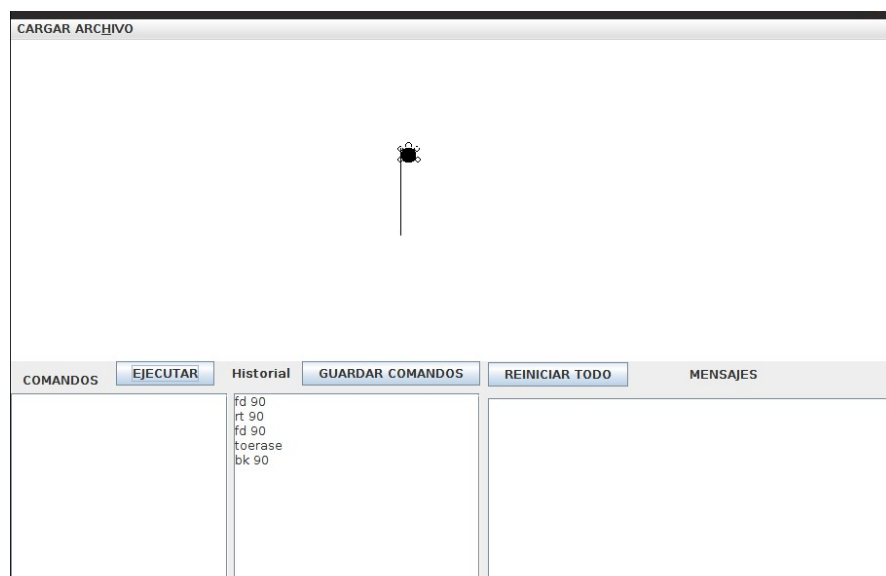 CARGAR ARCHIVO
COMANDOS
EJECUTAR
Historial
GUARDAR COMANDOS
REINICIAR TODO
MENSAJES
fd 90
rt 90
fd 90
toerase
bk 90